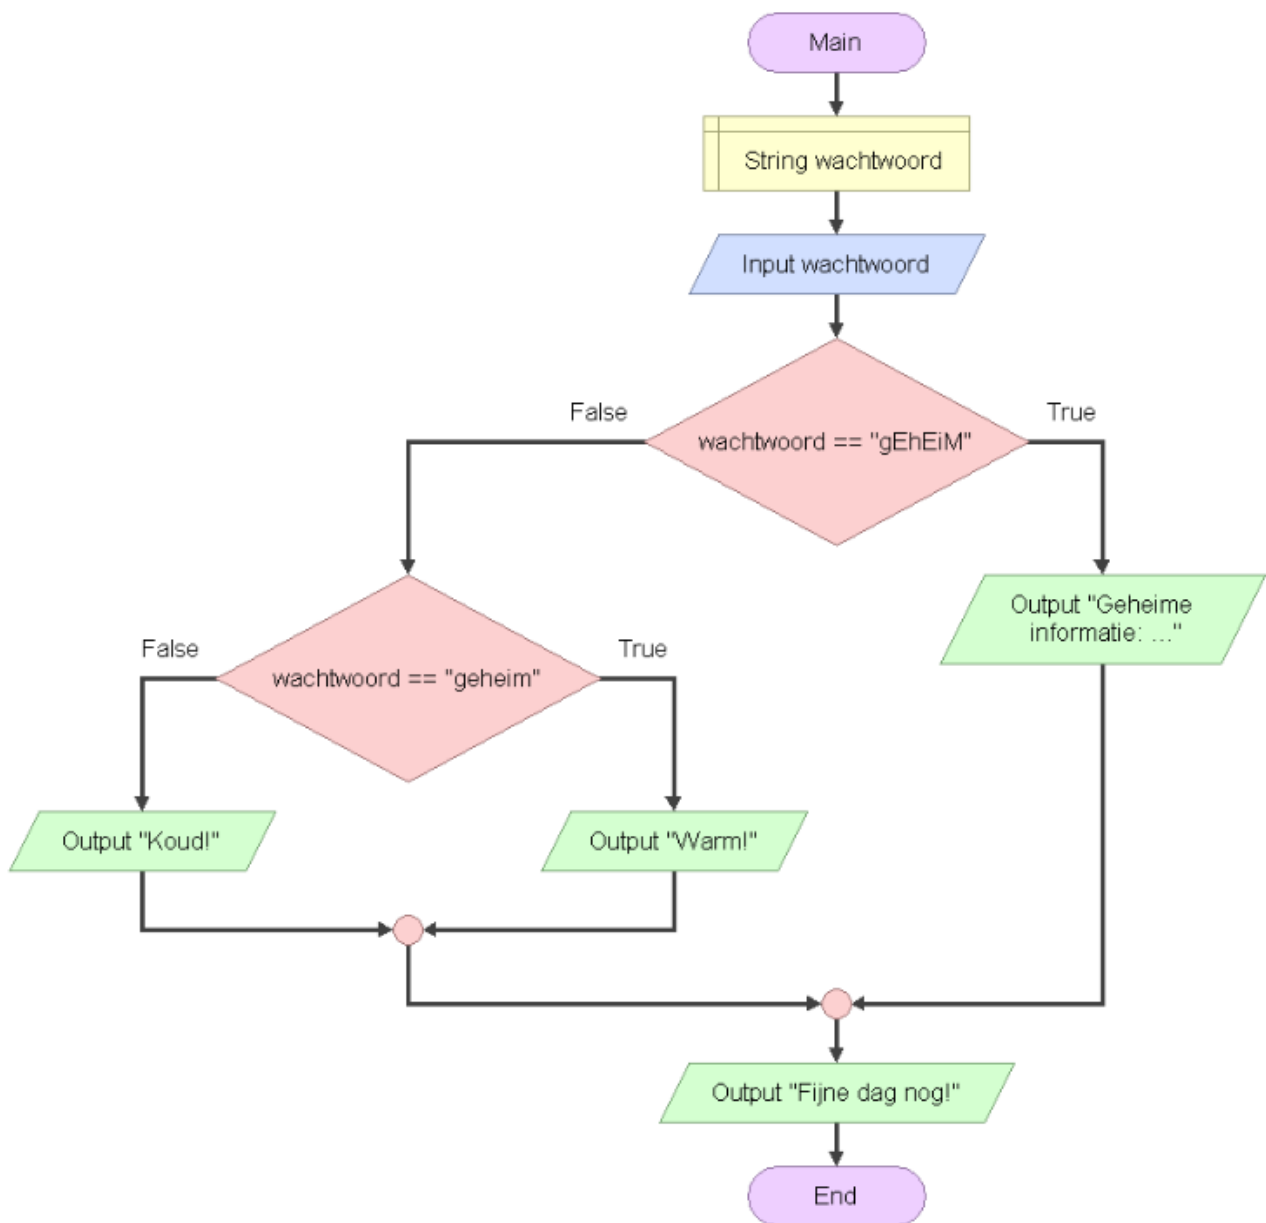 Main
String wachtwoord
Input wachtwoord
False
True
wachtwoord == "gEhEiM"
Output "Geheime
informatie: ..."
False
True
wachtwoord == "geheim"
Output "Koud!"
Output "Warm!"
Output "Fijne dag nog!"
End